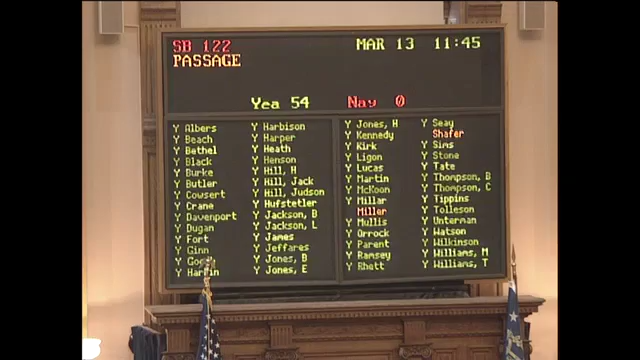 SB 122 MAR 13 11:45
PASSAGE
Yea 54 Nay 0
Y Albers
Y Beach
Y Bethel
Y Black
Y Burke
Y Butler
Y Cowsert
Y Crane
Y Davenport
Y Dugan
Y Fort
Y Ginn
Y
Y
Y Harbison
Y Harper
Y Heath
Y Henson
Y Hill, H
Y Hill, Jack
Y Hill, Judson
Y Hufstetler
Y Jackson, B
Y Jackson, L
Y James
Y Jeffares
Y Jones, B
Y Jones, E
Y Jones, H
Y Kennedy
Y Kirk
Y Ligon
Y Lucas
Y Martin
Y McKoon
Y Millar
Miller
Y Mullis
Y Orrock
Y Parent
Y Ramsey
Y Rhett
Y Seay
Shafer
Y Sims
Y Stone
Y Tate
Y Thompson, B
Y Thompson, C
Y Tippins
Y Tolleson
Y Unterman
Y Watson
Y Wilkinson
Y Williams, M
Y Williams, T